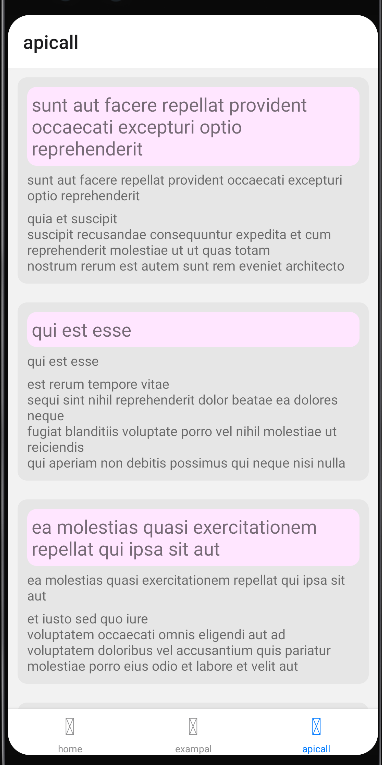 apicall
sunt aut facere repellat provident
occaecati excepturi optio
reprehenderit
sunt aut facere repellat provident occaecati excepturi
optio reprehenderit
quia et suscipit
suscipit recusandae consequuntur expedita et cum
reprehenderit molestiae ut ut quas totam
nostrum rerum est autem sunt rem eveniet architecto
qui est esse
qui est esse
est rerum tempore vitae
sequi sint nihil reprehenderit dolor beatae ea dolores
neque
fugiat blanditiis voluptate porro vel nihil molestiae ut
reiciendis
qui aperiam non debitis possimus qui neque nisi nulla
ea molestias quasi exercitationem
repellat qui ipsa sit aut
ea molestias quasi exercitationem repellat qui ipsa sit
aut
et iusto sed quo iure
voluptatem occaecati omnis eligendi aut ad
voluptatem doloribus vel accusantium quis pariatur
molestiae porro eius odio et labore et velit aut
home
exampal
apicall